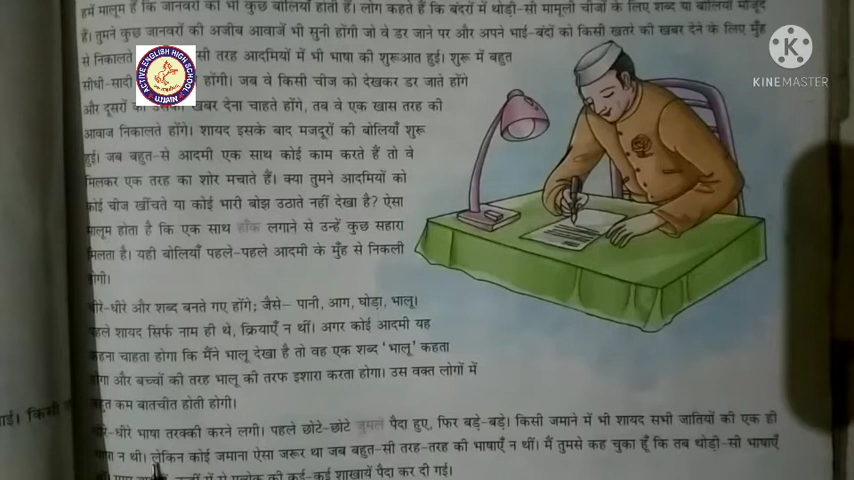 हमें मालूम है कि जानवरों की भी कुछ बोलियाँ होती हैं। लोग कहते हैं कि बंदरों में थोड़ी-सी मामूली चीजों के लिए शब्द या बोलियाँ मौजूद
हैं। तुमने कुछ जानवरों की अजीब आवाजें भी सुनी होंगी जो वे डर जाने पर और अपने भाई-बंदों को किसी खतरे की खबर देने के लिए मुँह
से निकालते सी तरह आदमियों में भी भाषा की शुरूआत हुई। शुरू में बहुत
सीधी-सादी होंगी। जब वे किसी चीज को देखकर डर जाते होंगे
और दूसरों को खबर देना चाहते होंगे, तब वे एक खास तरह की
आवाज निकालते होंगे। शायद इसके बाद मजदूरों की बोलियाँ शुरू
हुई। जब बहुत-से आदमी एक साथ कोई काम करते हैं तो वे
मिलकर एक तरह का शोर मचाते हैं। क्या तुमने आदमियों को
कोई चीज खींचते या कोई भारी बोझ उठाते नहीं देखा है? ऐसा
मालूम होता है कि एक साथ हाँक लगाने से उन्हें कुछ सहारा
मिलता है। यही बोलियाँ पहले-पहले आदमी के मुँह से निकली
होंगी।
धीरे-धीरे और शब्द बनते गए होंगे; जैसे– पानी, आग, घोड़ा, भालू।
पहले शायद सिर्फ नाम ही थे, क्रियाएँ न थीं। अगर कोई आदमी यह
कहना चाहता होगा कि मैंने भालू देखा है तो वह एक शब्द 'भालू' कहता
होगा और बच्चों की तरह भालू की तरफ इशारा करता होगा। उस वक्त लोगों में
बहुत कम बातचीत होती होगी।
धीरे-धीरे भाषा तरक्की करने लगी। पहले छोटे-छोटे जुमले पैदा हुए, फिर बड़े-बड़े। किसी जमाने में भी शायद सभी जातियों की एक ही
भाषा न थी। लेकिन कोई जमाना ऐसा जरूर था जब बहुत-सी तरह-तरह की भाषाएँ न थीं। मैं तुमसे कह चुका हूँ कि तब थोड़ी-सी भाषाएँ
में से प्रत्येक की कई-कई शाखायें पैदा कर दी गई।
ACTIVE ENGLISH HIGH SCHOOL
KINEMASTER